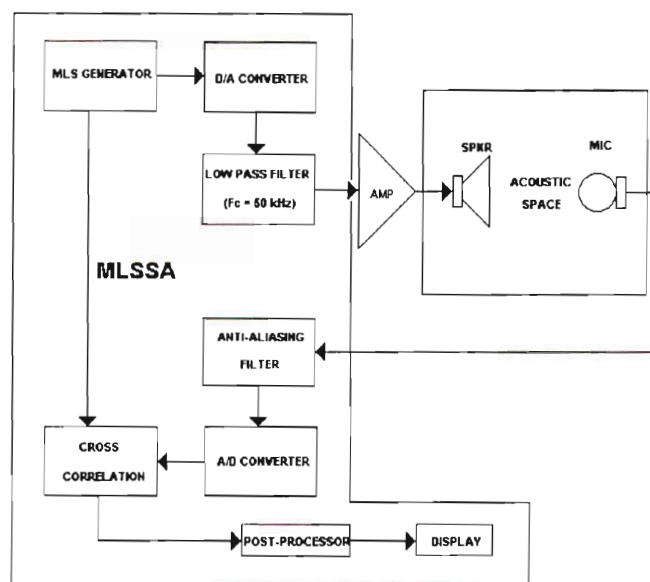 MLS GENERATOR
D/A CONVERTER
LOW PASS FILTER
(Fc = 50 kHz)
AMP
SPKR
MIC
ACOUSTIC
SPACE
MLSSA
ANTI-ALIASING
FILTER
CROSS
CORRELATION
A/D CONVERTER
POST-PROCESSOR
DISPLAY